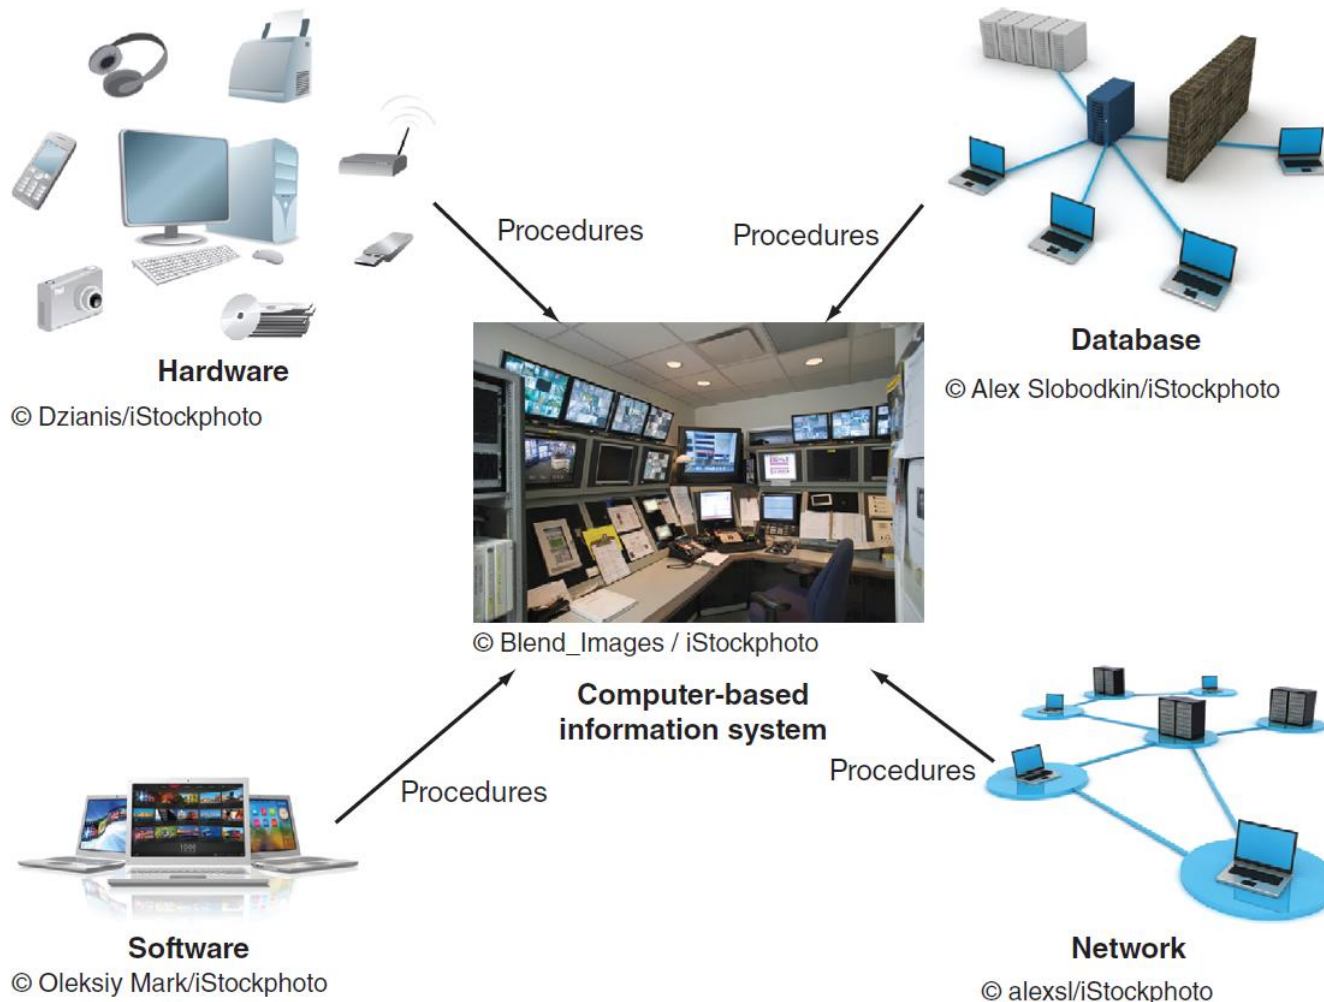 Procedures
Procedures
Hardware
© Dzianis/iStockphoto
Database
© Alex Slobodkin/iStockphoto
© Blend_Images / iStockphoto
Computer-based
information system
Procedures
Procedures
Software
© Oleksiy Mark/iStockphoto
Network
© alexsl/iStockphoto